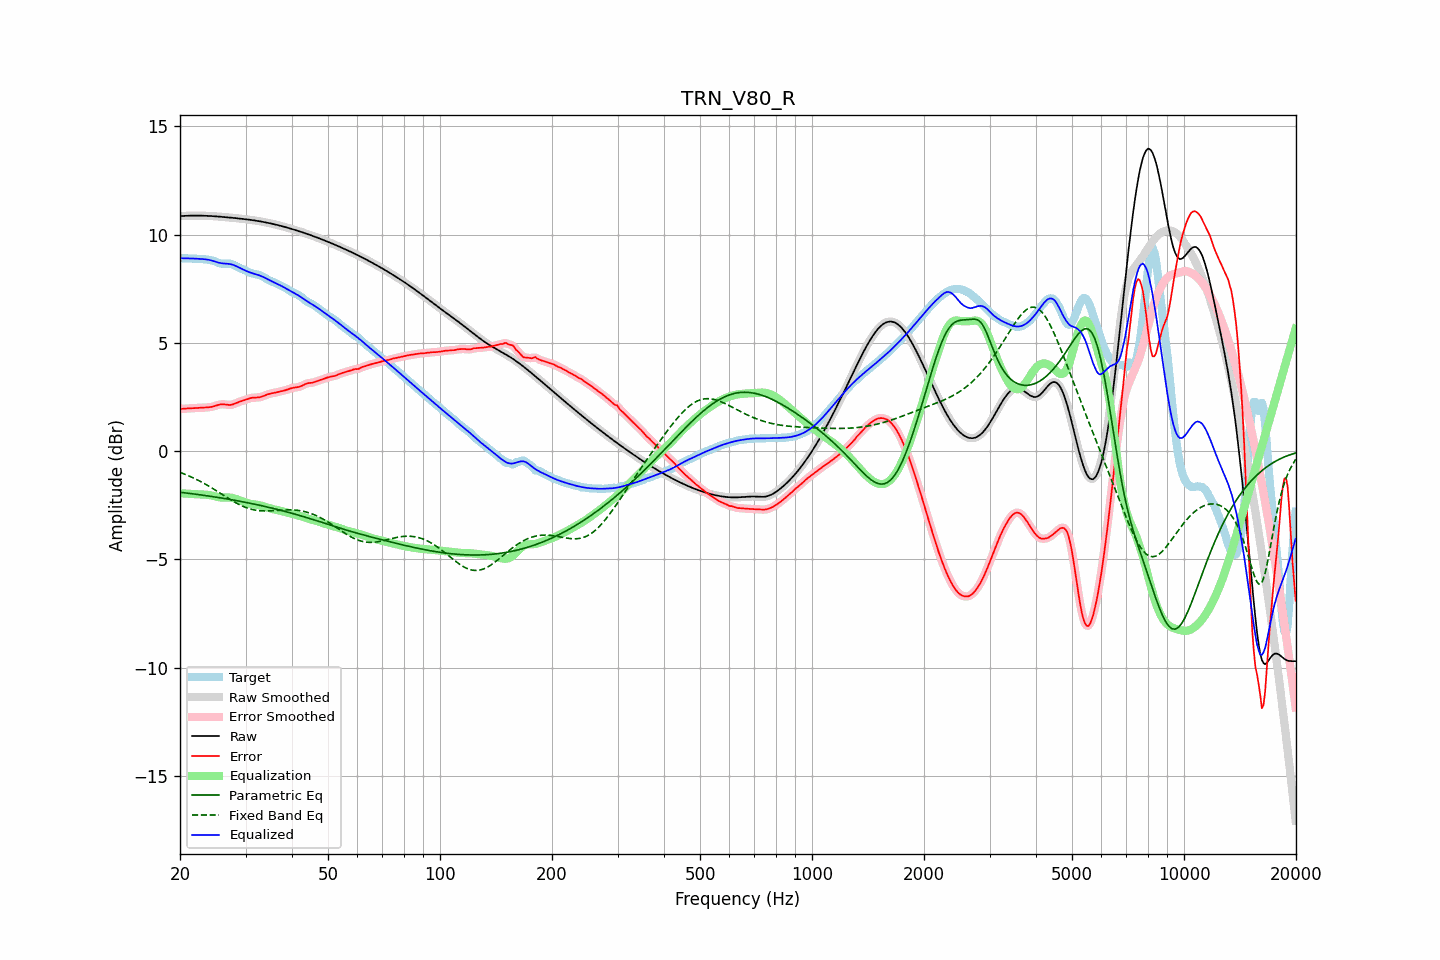 TRN_V80_R
Amplitude (dBr)
15
10
5
0
−5
−10
−15
Target
Raw Smoothed
Error Smoothed
Raw
Error
Equalization
Parametric Eq
Fixed Band Eq
Equalized
20 50 100 200 500 1000 2000 5000 10000 20000
Frequency (Hz)